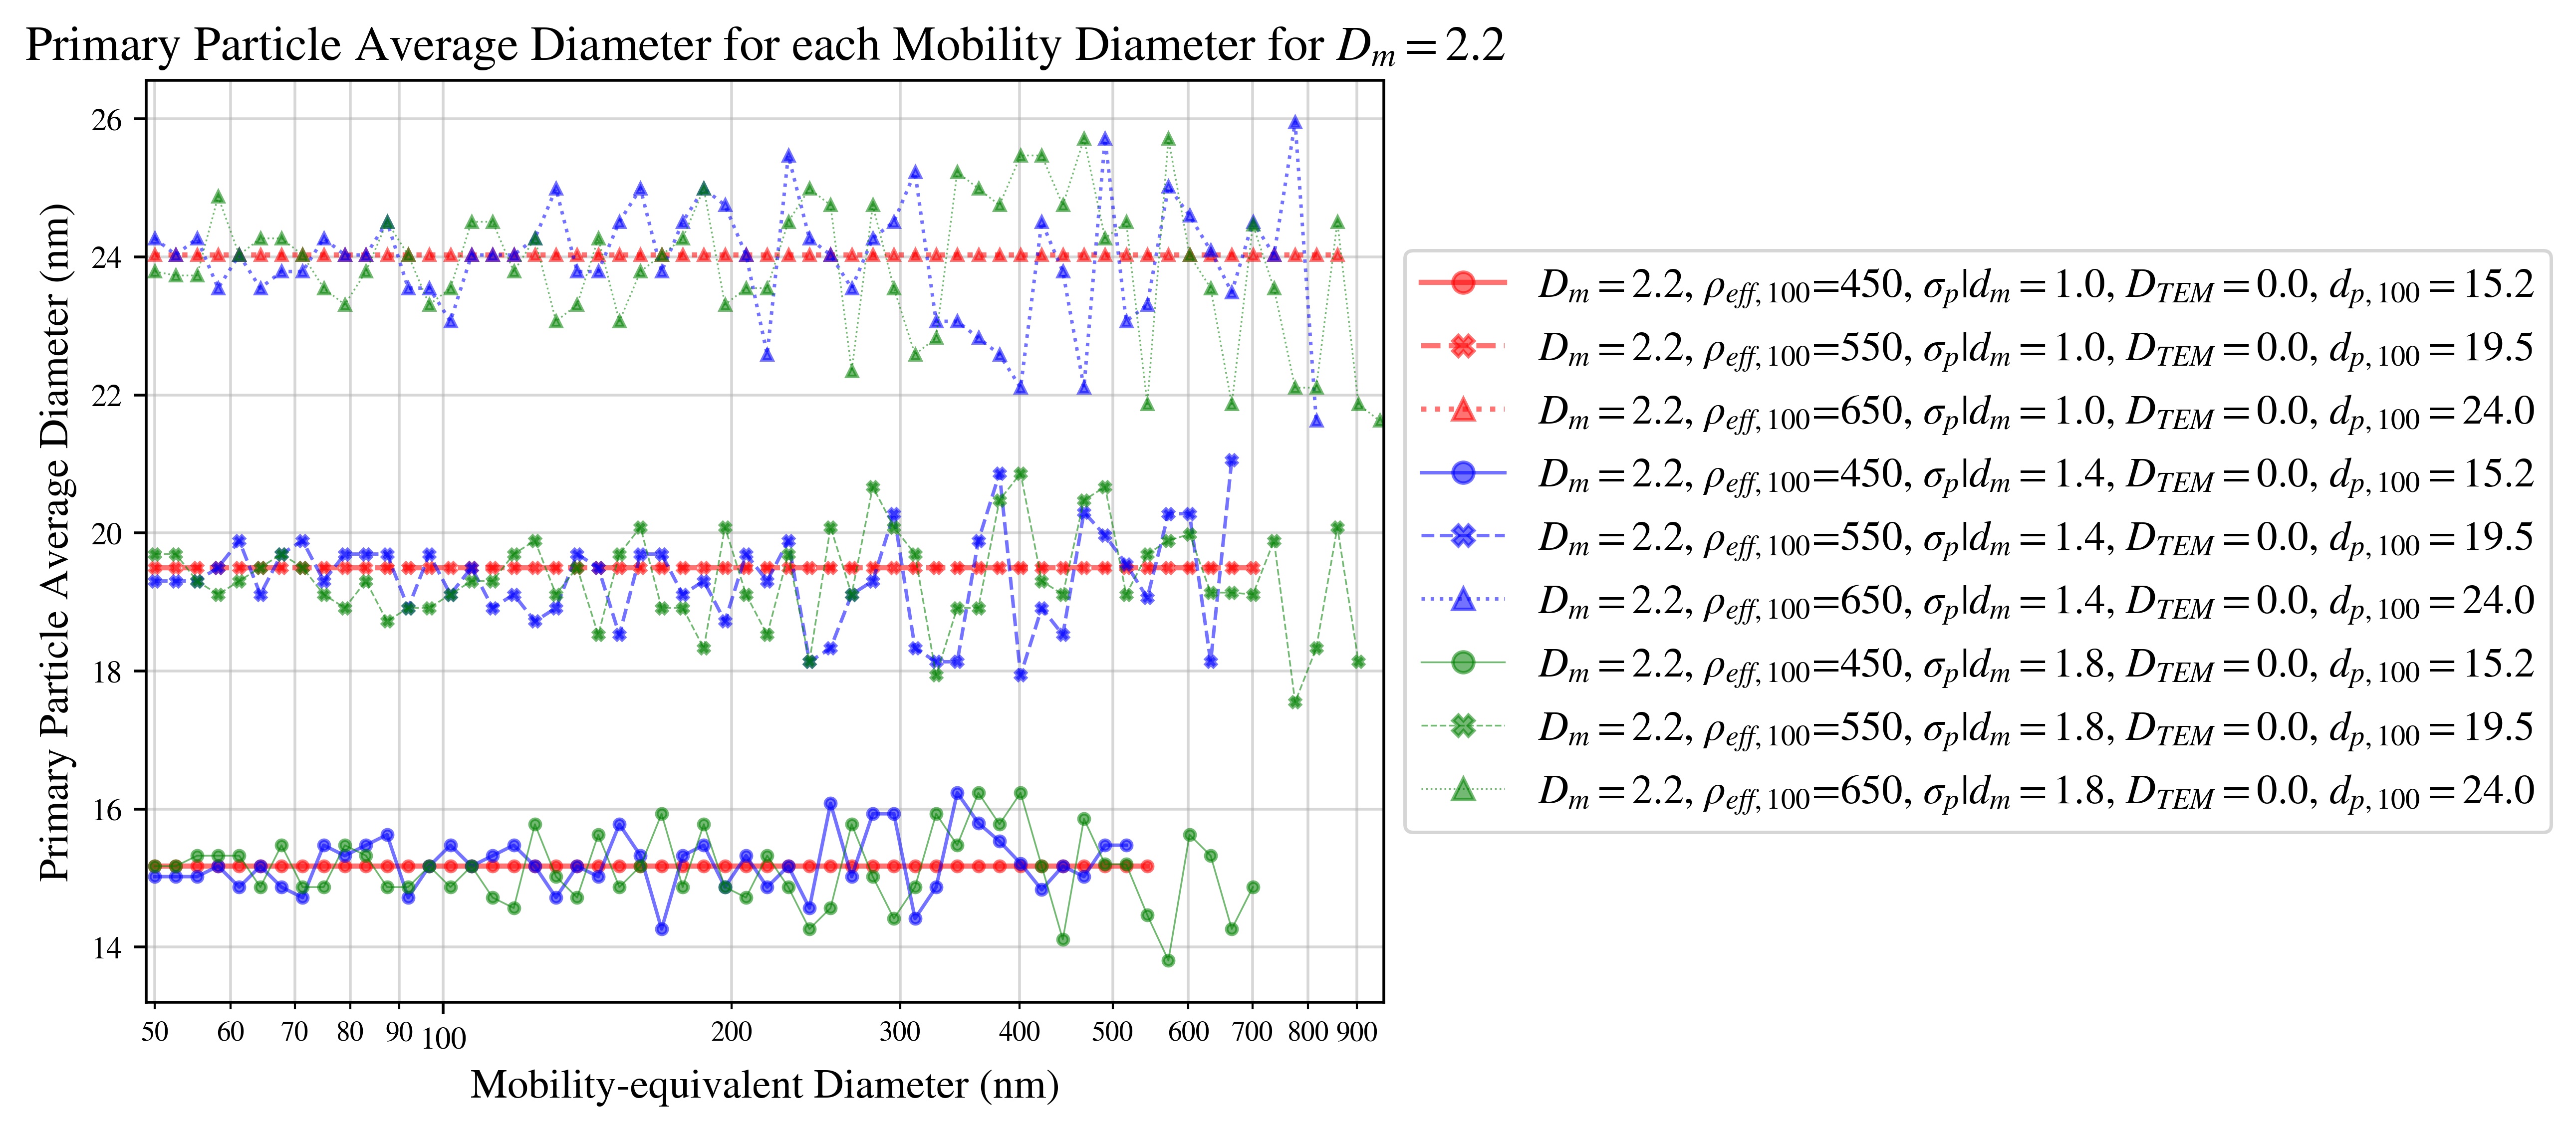 Primary Particle Average Diameter for each Mobility Diameter for D_m = 2.2
Primary Particle Average Diameter (nm)
26
24
22
20
18
16
14
50 60 70 80 90 100 200 300 400 500 600 700 800 900
Mobility-equivalent Diameter (nm)
D_m = 2.2, ρ_eff,100=450, σ_p|d_m = 1.0, D_TEM = 0.0, d_p,100 = 15.2
D_m = 2.2, ρ_eff,100=550, σ_p|d_m = 1.0, D_TEM = 0.0, d_p,100 = 19.5
D_m = 2.2, ρ_eff,100=650, σ_p|d_m = 1.0, D_TEM = 0.0, d_p,100 = 24.0
D_m = 2.2, ρ_eff,100=450, σ_p|d_m = 1.4, D_TEM = 0.0, d_p,100 = 15.2
D_m = 2.2, ρ_eff,100=550, σ_p|d_m = 1.4, D_TEM = 0.0, d_p,100 = 19.5
D_m = 2.2, ρ_eff,100=650, σ_p|d_m = 1.4, D_TEM = 0.0, d_p,100 = 24.0
D_m = 2.2, ρ_eff,100=450, σ_p|d_m = 1.8, D_TEM = 0.0, d_p,100 = 15.2
D_m = 2.2, ρ_eff,100=550, σ_p|d_m = 1.8, D_TEM = 0.0, d_p,100 = 19.5
D_m = 2.2, ρ_eff,100=650, σ_p|d_m = 1.8, D_TEM = 0.0, d_p,100 = 24.0